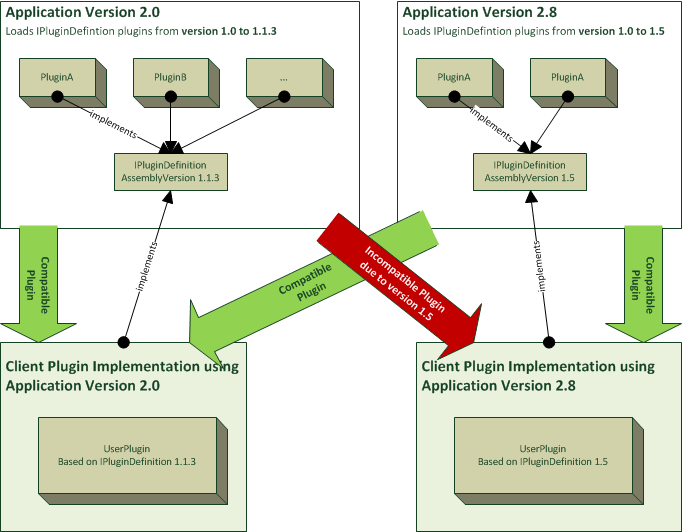 Application Version 2.0
Loads IPluginDefintion plugins from version 1.0 to 1.1.3
PluginA
PluginB
...
implements
IPluginDefinition
AssemblyVersion 1.1.3
Application Version 2.8
Loads IPluginDefintion plugins from version 1.0 to 1.5
PluginA
PluginA
implements
IPluginDefinition
AssemblyVersion 1.5
Compatible
Plugin
implements
Compatible
Plugin
Incompatible Plugin
due to version 1.5
implements
Compatible
Plugin
Client Plugin Implementation using
Application Version 2.0
UserPlugin
Based on IPluginDefinition 1.1.3
Client Plugin Implementation using
Application Version 2.8
UserPlugin
Based on IPluginDefinition 1.5